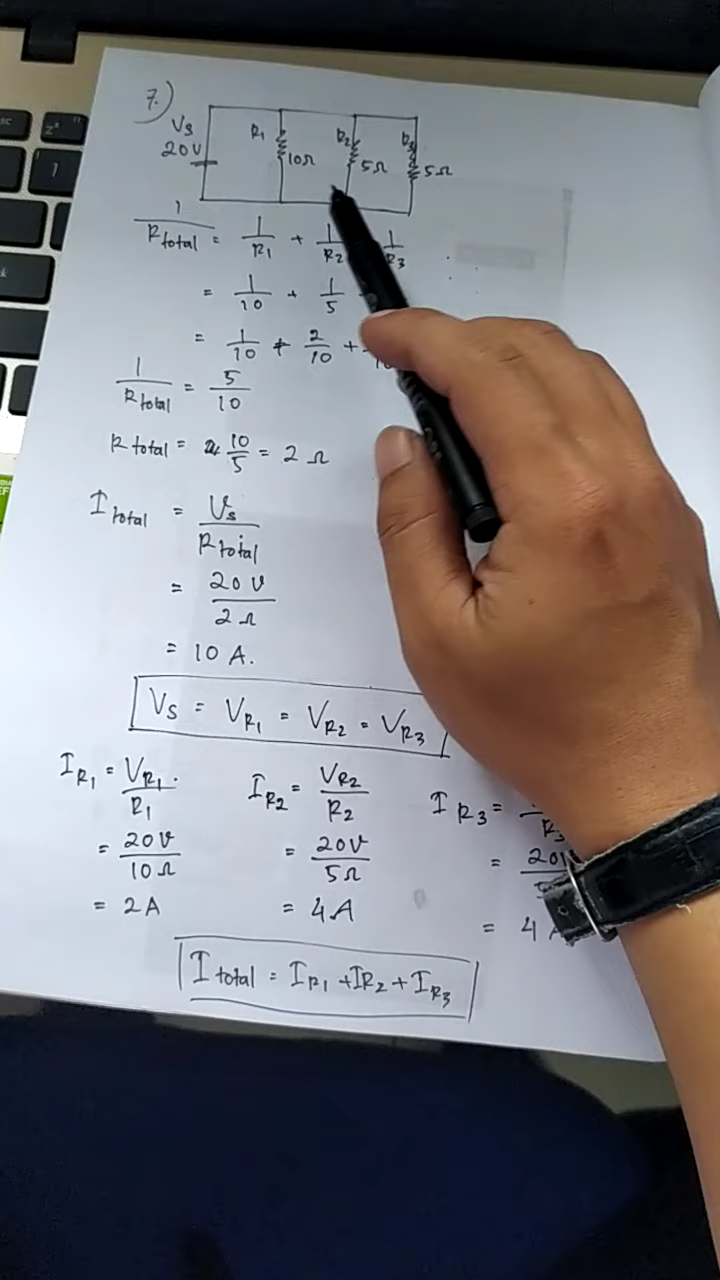 7.)
Vs
20V
R1
10Ω
R2
5Ω
R3
5Ω
1/Rtotal = 1/R1 + 1/R2 1/R3
= 1/10 + 1/5
= 1/10 + 2/10 +
1/Rtotal = 5/10
Rtotal = 10/5 = 2 Ω
Itotal = Vs/Rtotal
= 20V/2Ω
= 10 A.
Vs = VR1 = VR2 = VR3
IR1 = VR1/R1 IR2 = VR2/R2 IR3 =
= 20V/10Ω = 20V/5Ω =
= 2A = 4A = 4
Itotal = IR1 + IR2 + IR3